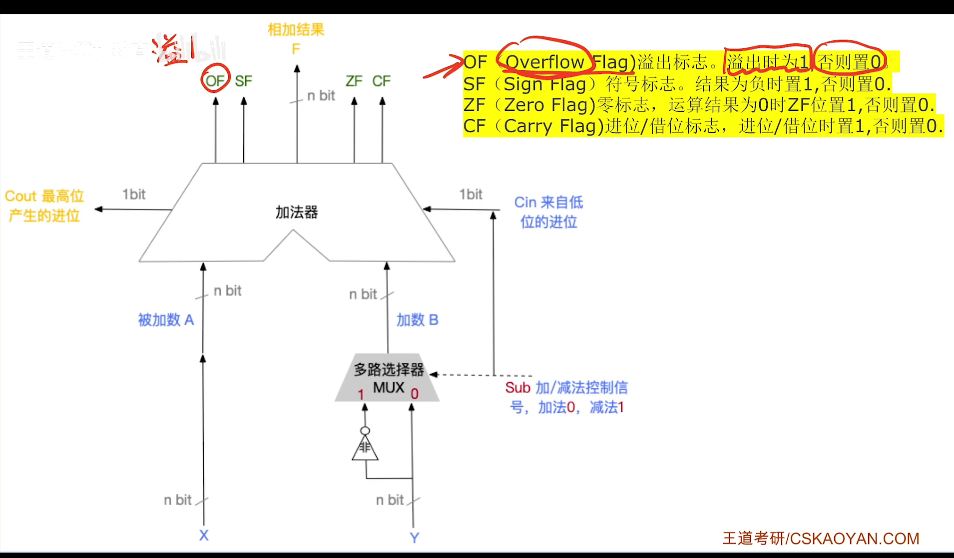 溢1
相加结果
F
OF SF
n bit
ZF CF
OF（Overflow Flag)溢出标志。溢出时为1,否则置0.
SF（Sign Flag）符号标志。结果为负时置1,否则置0.
ZF（Zero Flag)零标志，运算结果为0时ZF位置1,否则置0.
CF（Carry Flag)进位/借位标志，进位/借位时置1,否则置0.
Cout 最高位
产生的进位
1bit
加法器
1bit
Cin 来自低
位的进位
n bit
n bit
被加数 A
加数 B
多路选择器
MUX
1 0
Sub 加/减法控制信
号，加法0，减法1
非
n bit
n bit
X
Y
王道考研/CSKAOYAN.COM